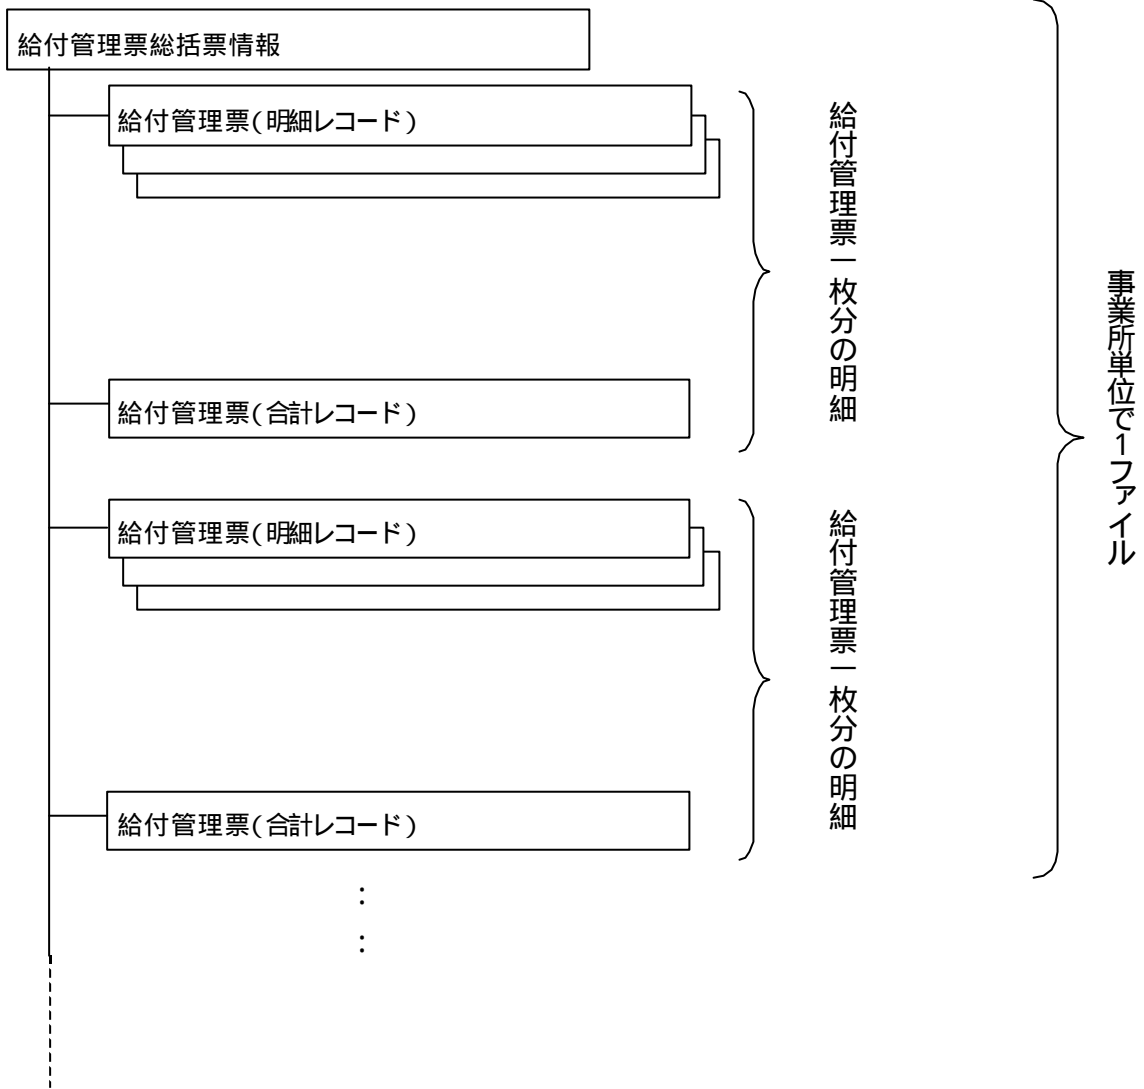 給付管理票総括票情報
給付管理票(明細レコード)
給付管理票(合計レコード)
給付管理票一枚分の明細
給付管理票(明細レコード)
給付管理票(合計レコード)
給付管理票一枚分の明細
:
:
事業所単位で1ファイル